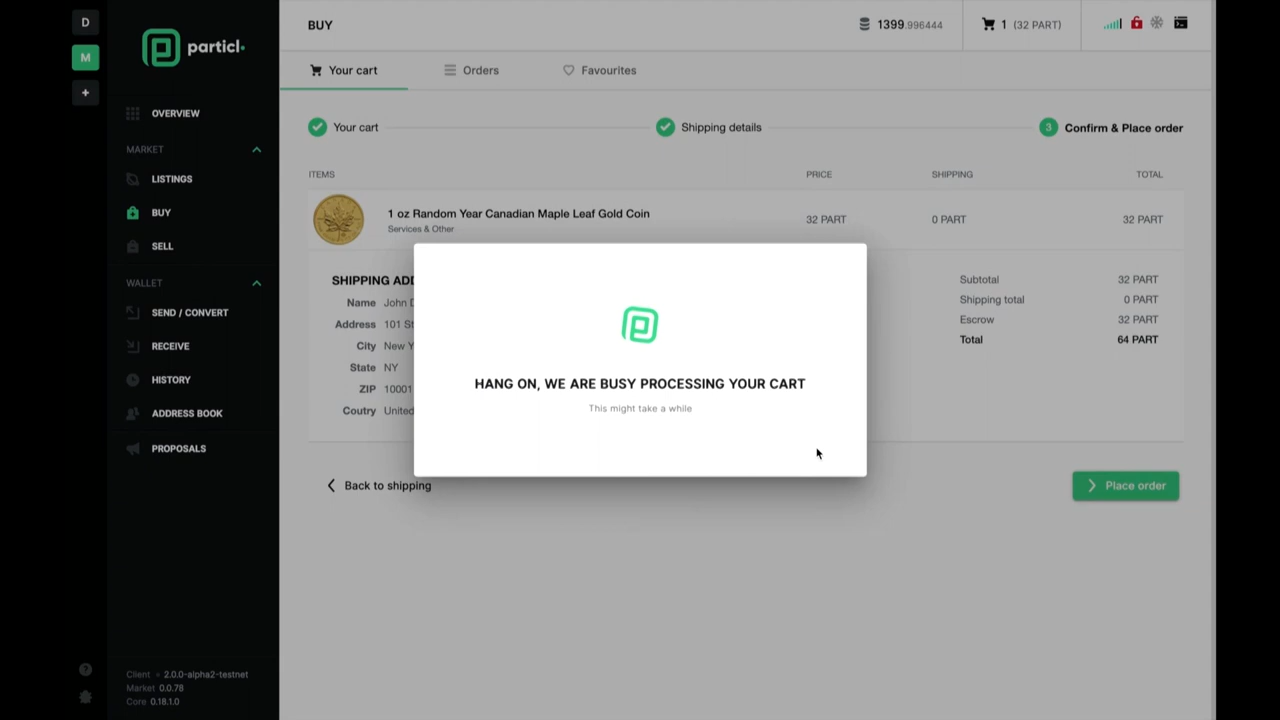 D
M
+
particl
OVERVIEW
MARKET
LISTINGS
BUY
SELL
WALLET
SEND / CONVERT
RECEIVE
HISTORY
ADDRESS BOOK
PROPOSALS
?
Client 2.0.0-alpha2-testnet
Market 0.0.78
Core 0.18.1.0
BUY
1399.996444
1 (32 PART)
Your cart
Orders
Favourites
Your cart
Shipping details
3 Confirm & Place order
ITEMS PRICE SHIPPING TOTAL
1 oz Random Year Canadian Maple Leaf Gold Coin
Services & Other
32 PART 0 PART 32 PART
SHIPPING ADD
Name John D
Address 101 St
City New Y
State NY
ZIP 10001
Coutry United
Subtotal 32 PART
Shipping total 0 PART
Escrow 32 PART
Total 64 PART
HANG ON, WE ARE BUSY PROCESSING YOUR CART
This might take a while
Back to shipping
Place order